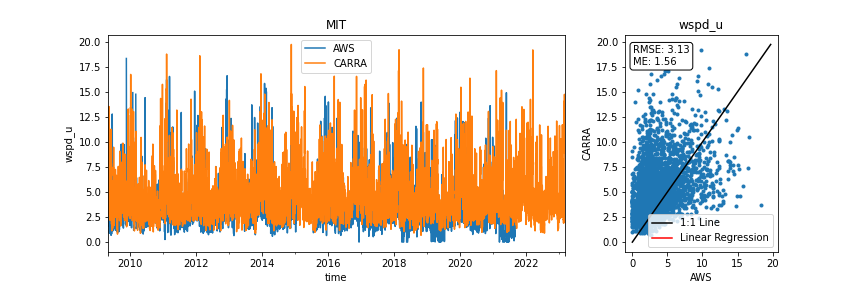 MIT
wspd_u
20.0
17.5
15.0
12.5
10.0
7.5
5.0
2.5
0.0
wspd_u
AWS
CARRA
2010
2012
2014
2016
2018
2020
2022
time
20.0
17.5
15.0
12.5
10.0
7.5
5.0
2.5
0.0
CARRA
RMSE: 3.13
ME: 1.56
1:1 Line
Linear Regression
0
5
10
15
20
AWS